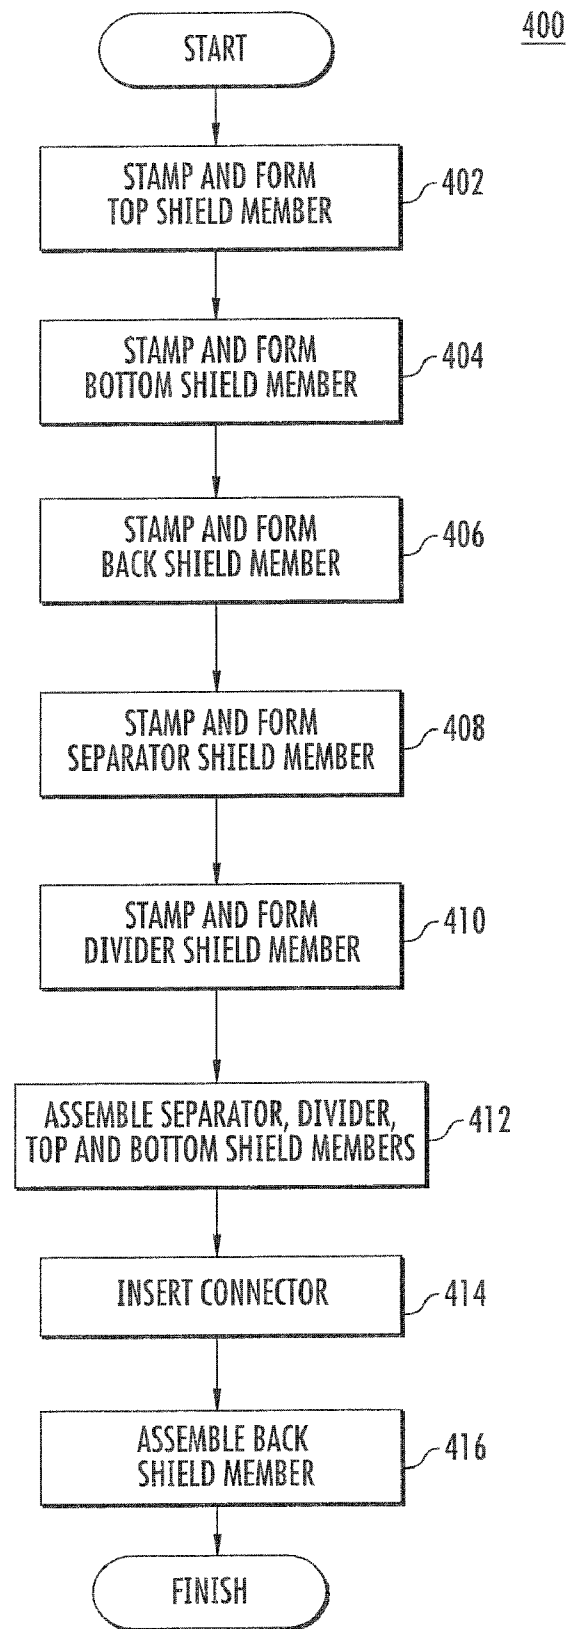 400
START
STAMP AND FORM
TOP SHIELD MEMBER
402
STAMP AND FORM
BOTTOM SHIELD MEMBER
404
STAMP AND FORM
BACK SHIELD MEMBER
406
STAMP AND FORM
SEPARATOR SHIELD MEMBER
408
STAMP AND FORM
DIVIDER SHIELD MEMBER
410
ASSEMBLE SEPARATOR, DIVIDER,
TOP AND BOTTOM SHIELD MEMBERS
412
INSERT CONNECTOR
414
ASSEMBLE BACK
SHIELD MEMBER
416
FINISH